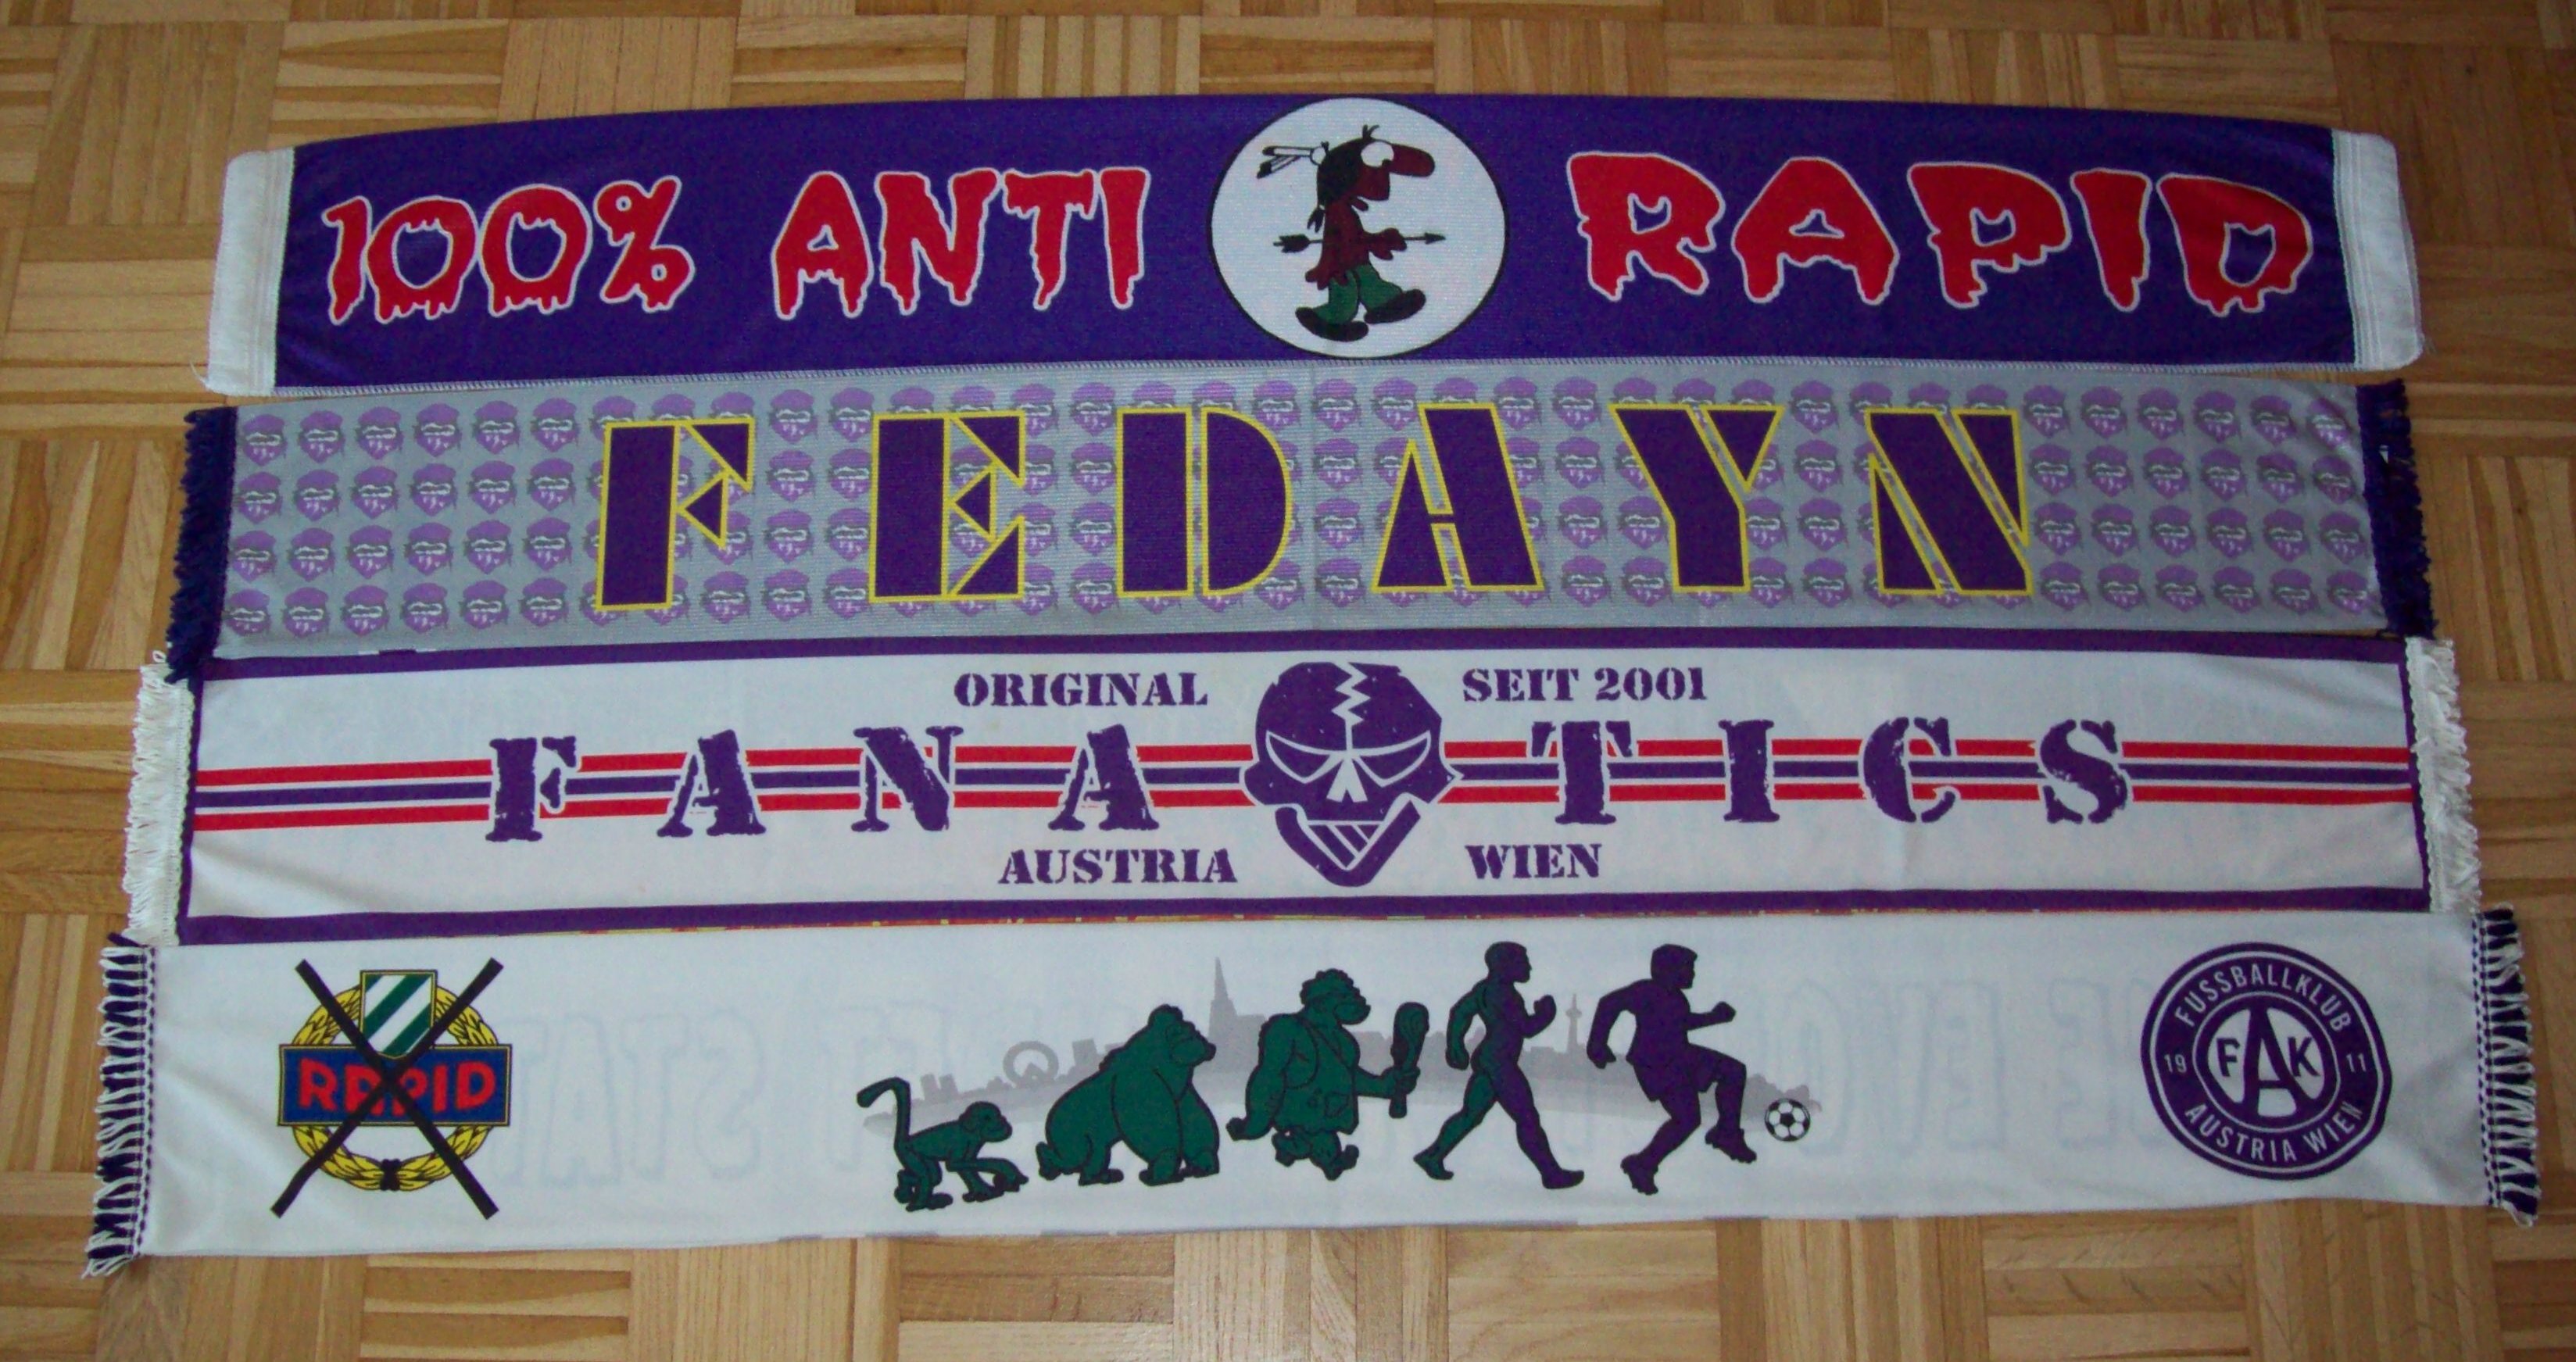 100% ANTI RAPID
FEDAYN
ORIGINAL SEIT 2001
FANATICS
AUSTRIA WIEN
RAPID
FUSSBALLKLUB
19 FAK 11
AUSTRIA WIEN